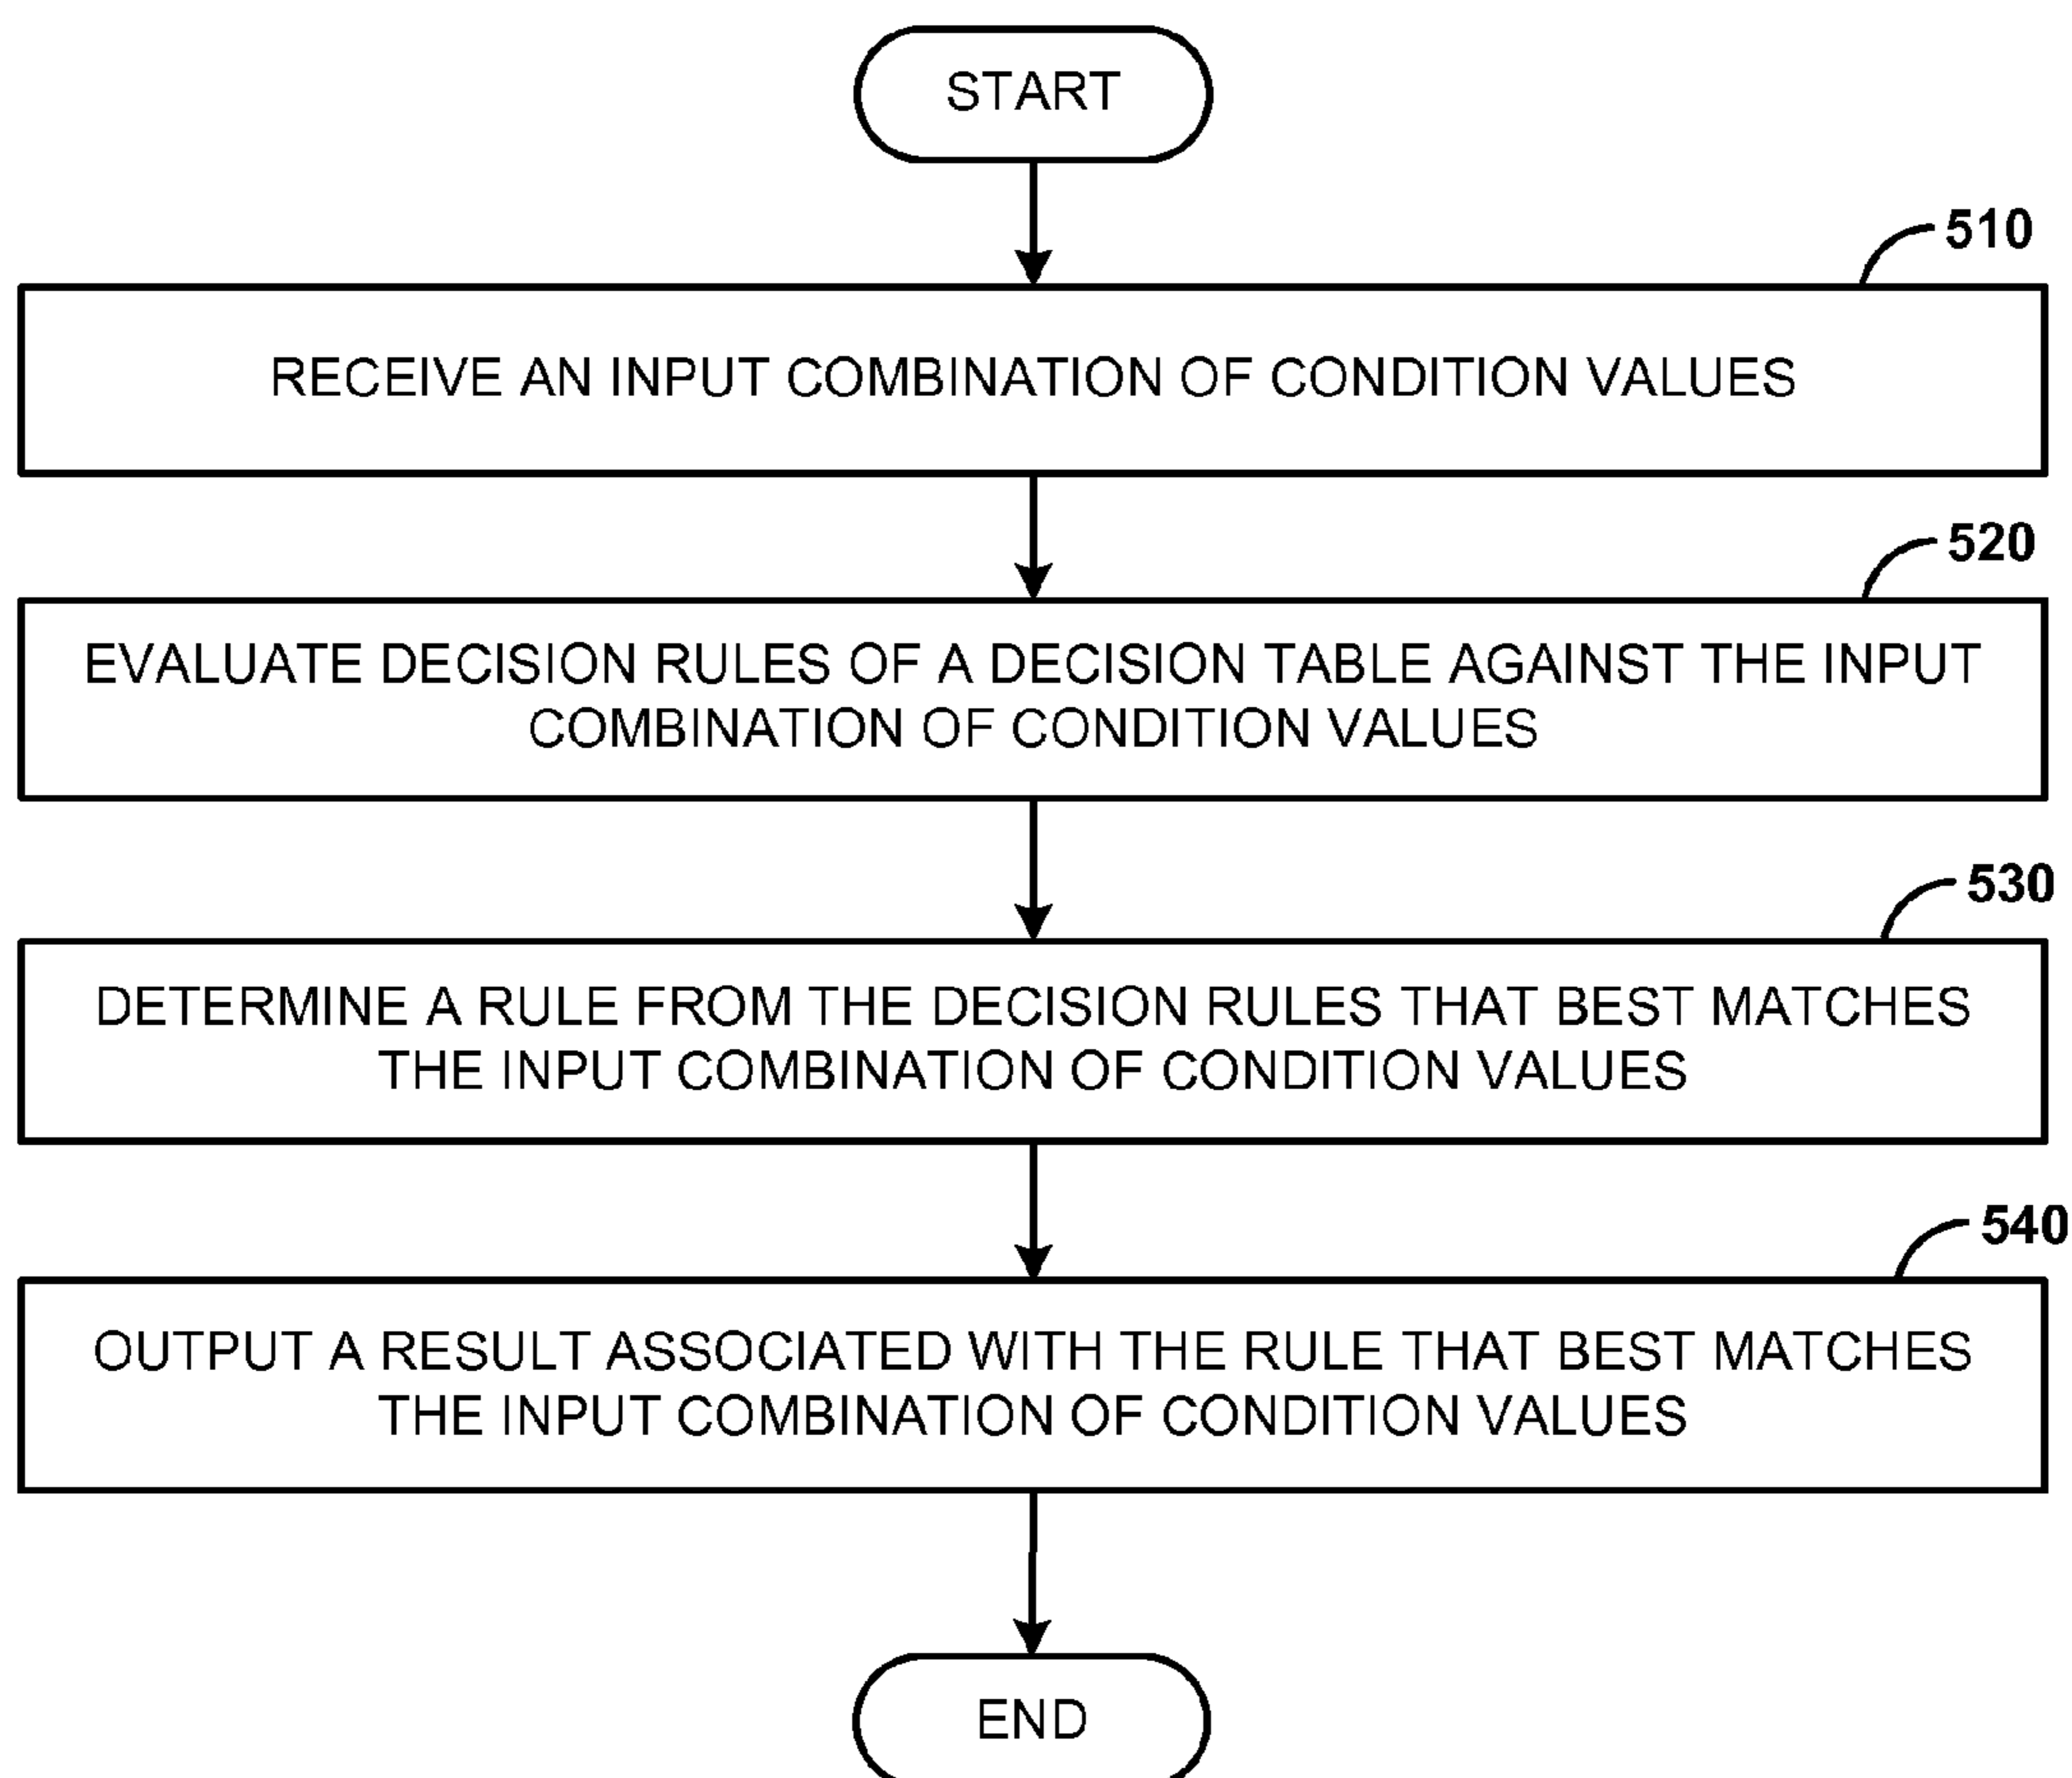 START
510
RECEIVE AN INPUT COMBINATION OF CONDITION VALUES
520
EVALUATE DECISION RULES OF A DECISION TABLE AGAINST THE INPUT
COMBINATION OF CONDITION VALUES
530
DETERMINE A RULE FROM THE DECISION RULES THAT BEST MATCHES
THE INPUT COMBINATION OF CONDITION VALUES
540
OUTPUT A RESULT ASSOCIATED WITH THE RULE THAT BEST MATCHES
THE INPUT COMBINATION OF CONDITION VALUES
END